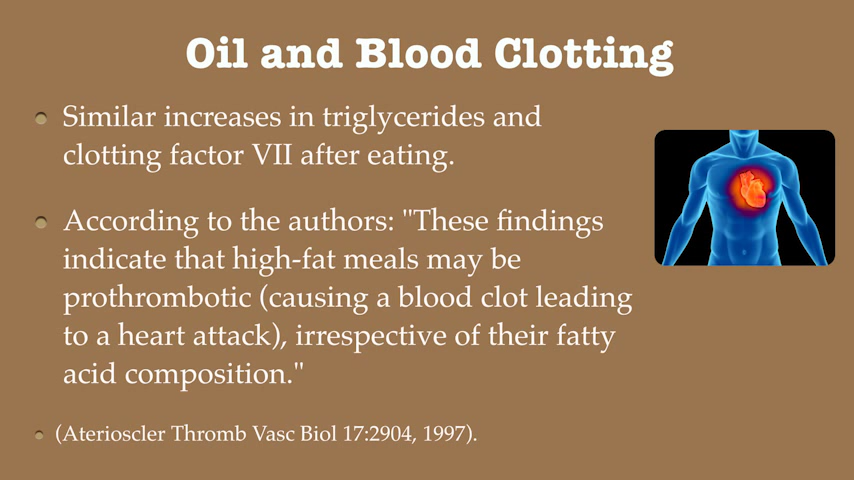 Oil and Blood Clotting
Similar increases in triglycerides and
clotting factor VII after eating.
According to the authors: "These findings
indicate that high-fat meals may be
prothrombotic (causing a blood clot leading
to a heart attack), irrespective of their fatty
acid composition."
(Aterioscler Thromb Vasc Biol 17:2904, 1997).